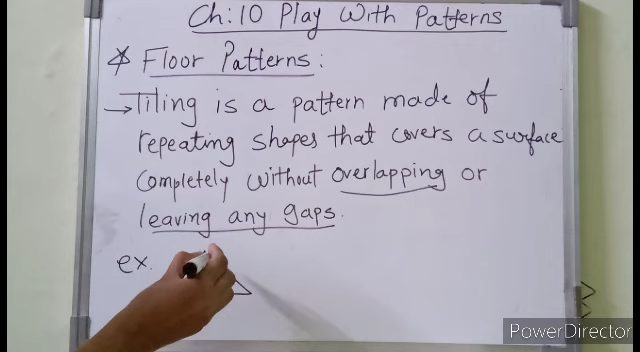 Ch:10 Play With Patterns
Floor Patterns:
→ Tiling is a pattern made of
repeating shapes that covers a surface
completely without overlapping or
leaving any gaps.
ex.
PowerDirector